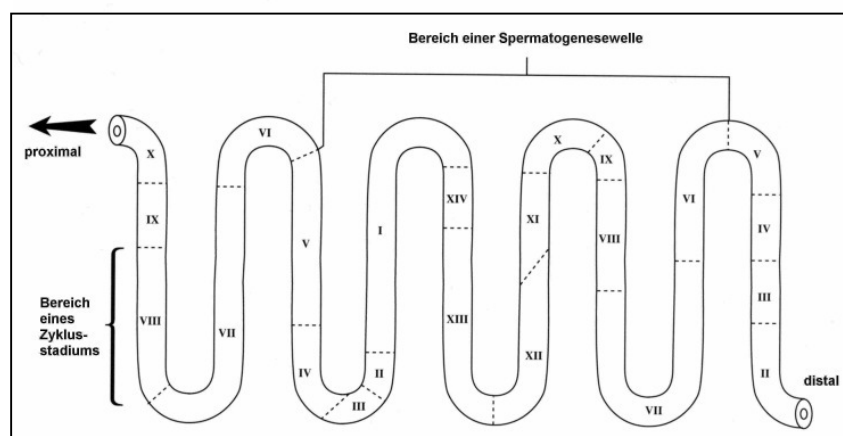 Bereich einer Spermatogenesewelle
proximal
X
IX
Bereich
eines
Zyklus-
stadiums
VIII
VII
VI
V
IV
III
II
I
XIV
XIII
XII
XI
X
IX
VIII
VII
VI
V
IV
III
II
distal